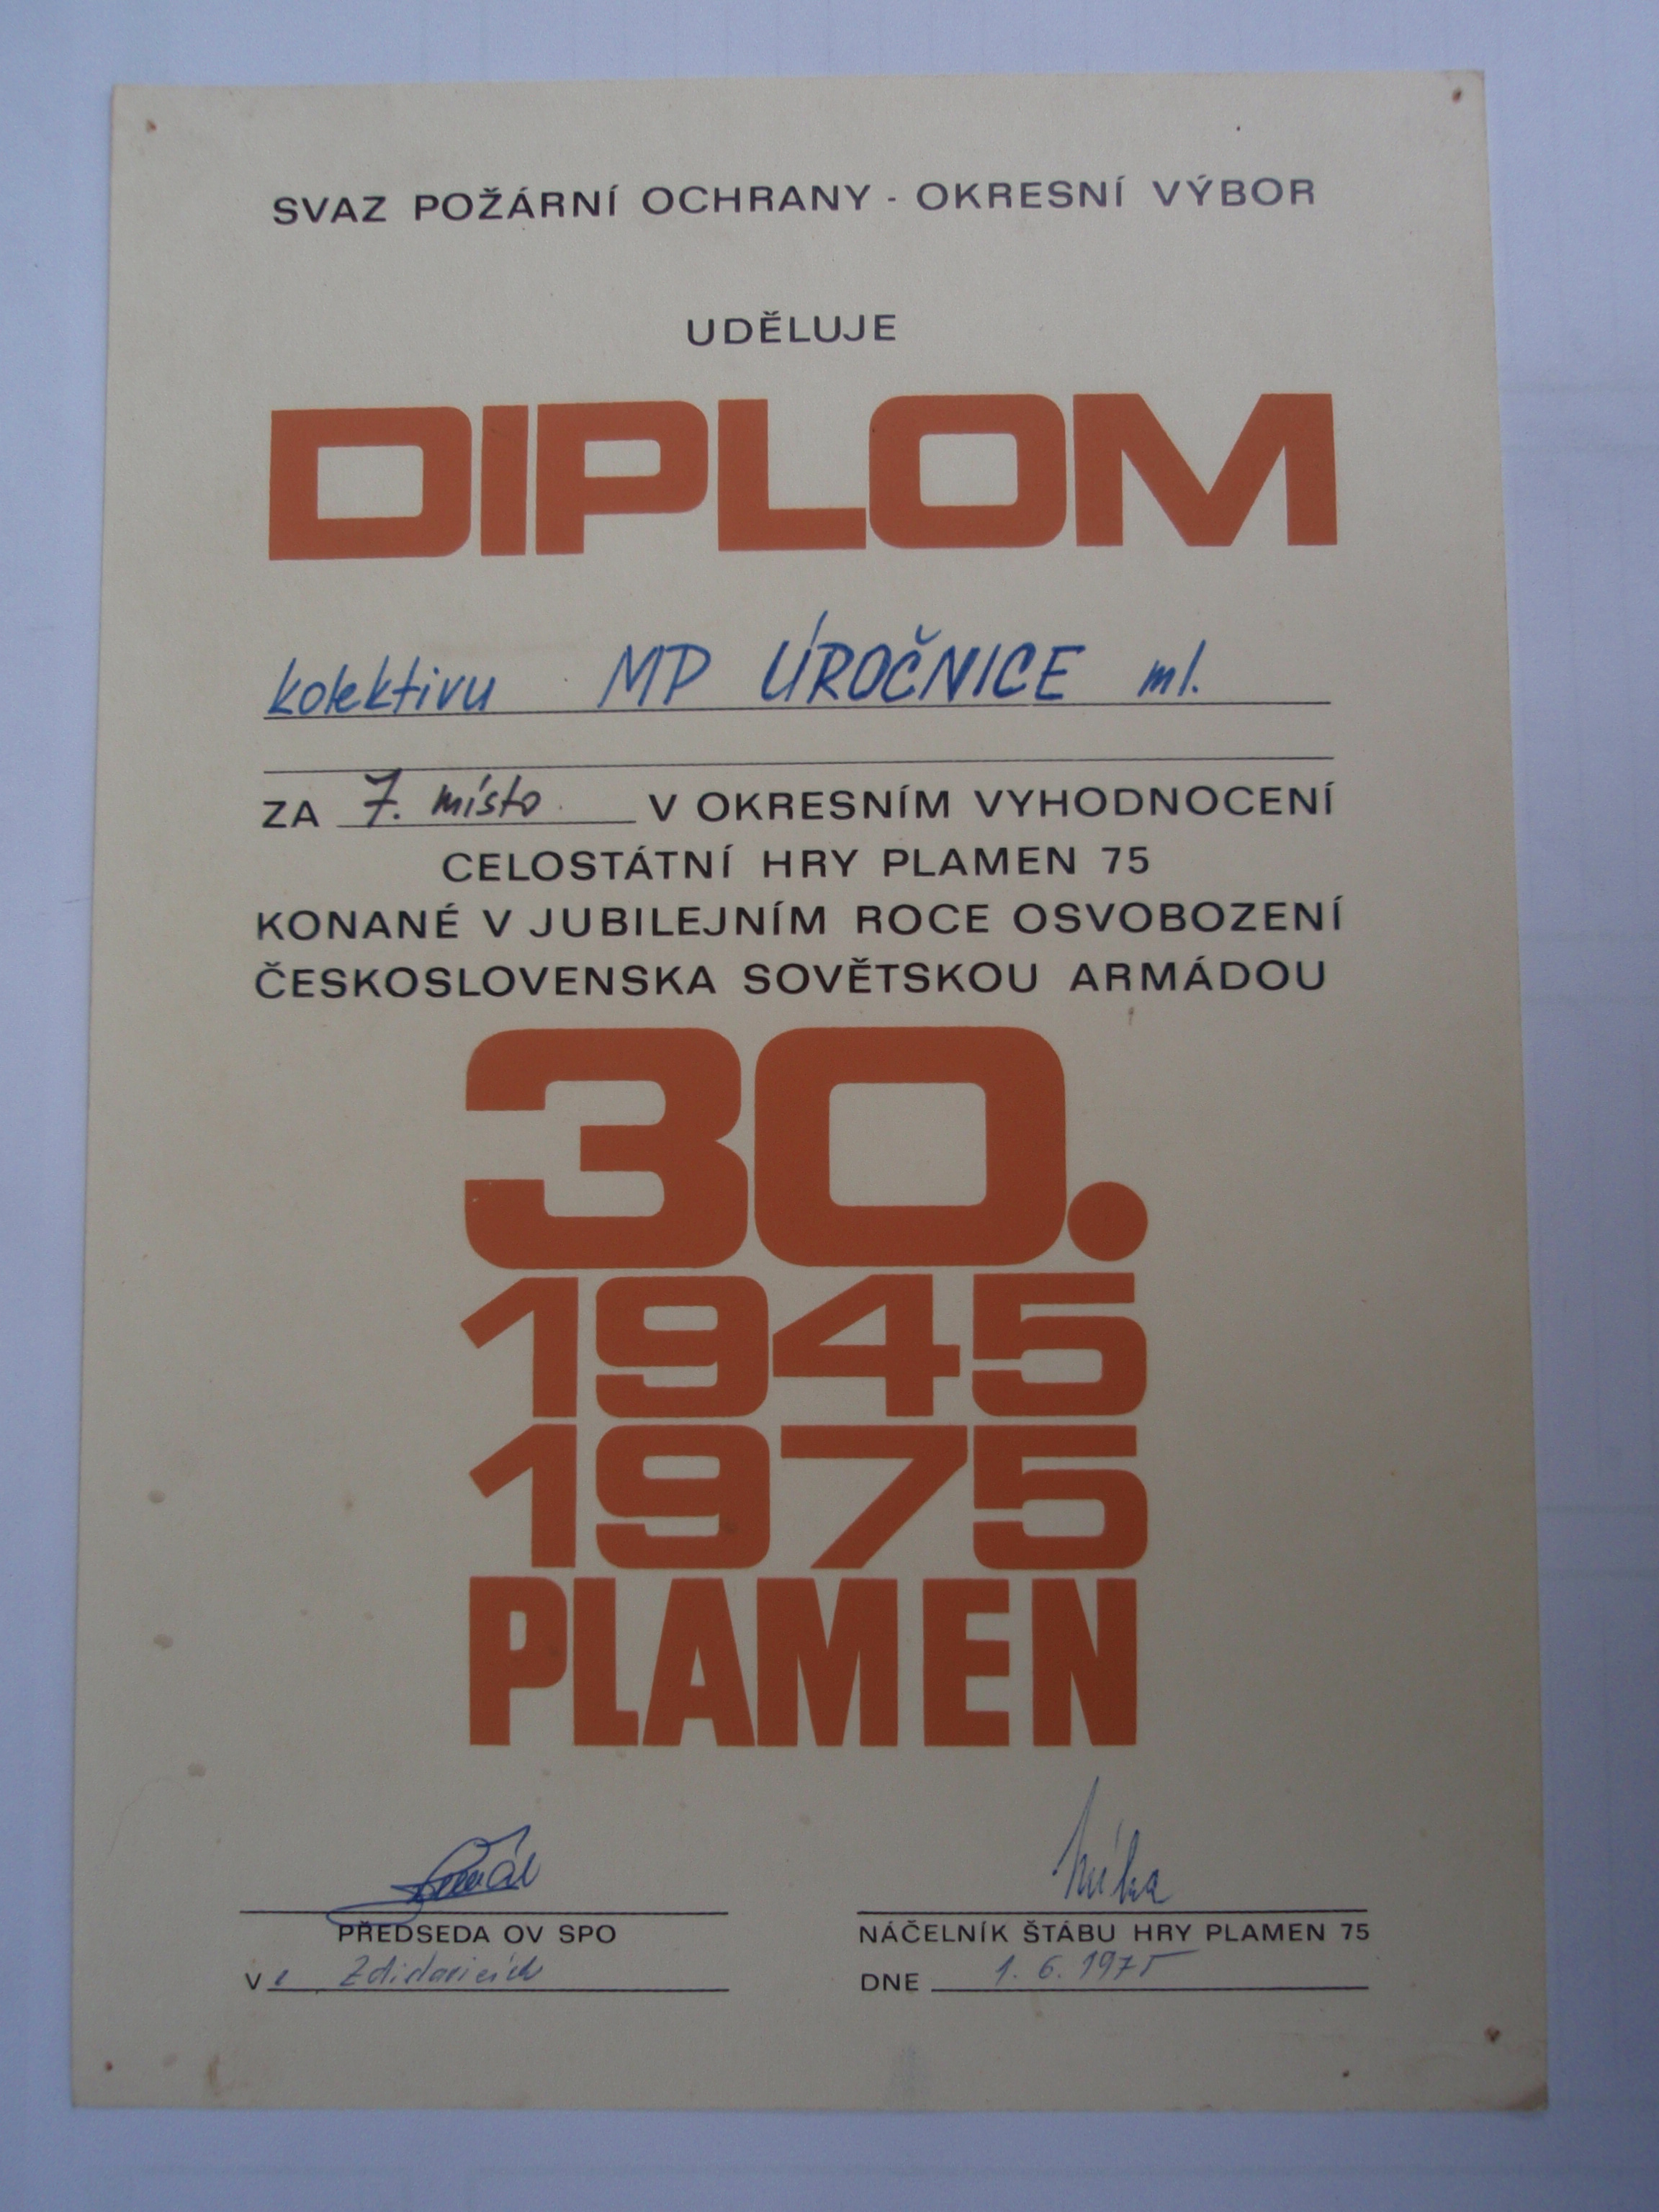 SVAZ POŽÁRNÍ OCHRANY - OKRESNÍ VÝBOR
UDĚLUJE
DIPLOM
kolektivu MP ÚROČNICE ml.
ZA 7. místo V OKRESNÍM VYHODNOCENÍ
CELOSTÁTNÍ HRY PLAMEN 75
KONANÉ V JUBILEJNÍM ROCE OSVOBOZENÍ
ČESKOSLOVENSKA SOVĚTSKOU ARMÁDOU
30.
1945
1975
PLAMEN
PŘEDSEDA OV SPO
NÁČELNÍK ŠTÁBU HRY PLAMEN 75
Ve
DNE 1. 6. 1975